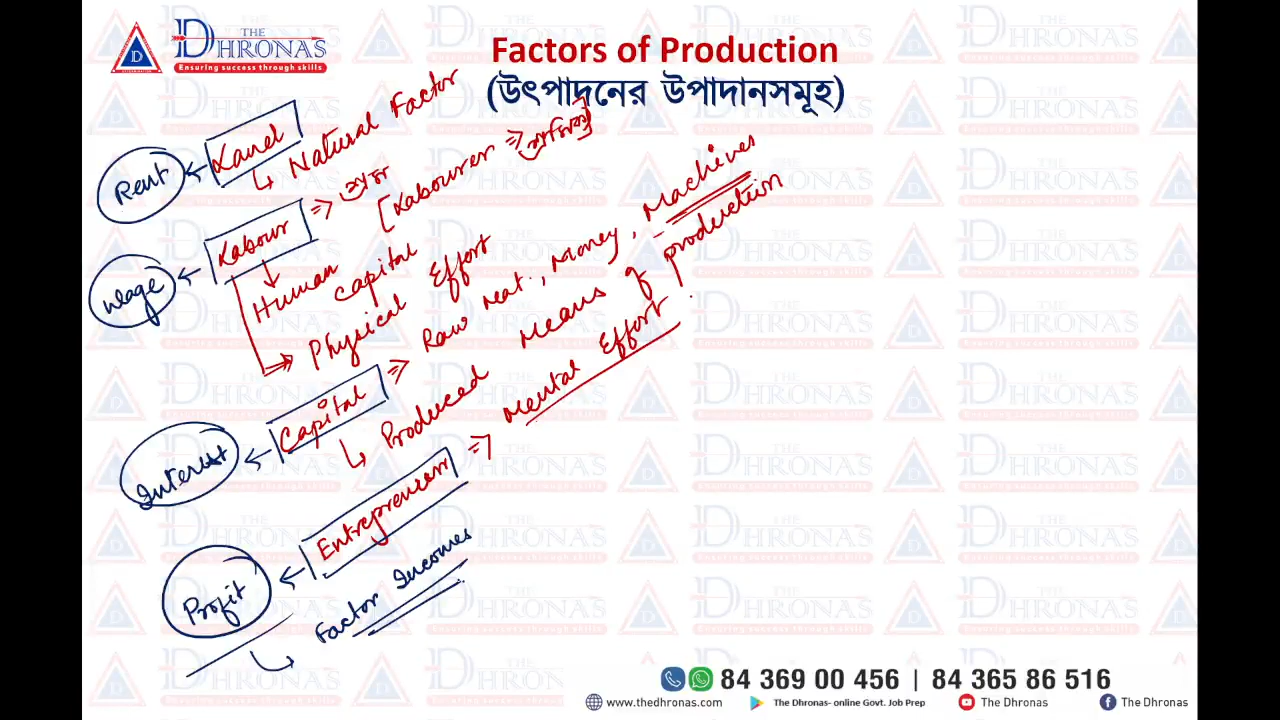 THE
DHRONAS
Ensuring success through skills
Factors of Production
(উৎপাদনের উপাদানসমূহ)
Rent ← Land
↳ Natural Factor
Wage ← Labour ⇒ শ্রম
[Labourer ⇒ শ্রমিক]
↓ Human capital
Physical Effort
Interest ← Capital ⇒ Raw mat., Money, Machines
↳ Produced Means of production
Profit ← Entrepreneur ⇒ Mental Effort
↳ Factor Incomes
84 369 00 456 | 84 365 86 516
www.thedhronas.com The Dhronas- online Govt. Job Prep The Dhronas The Dhronas